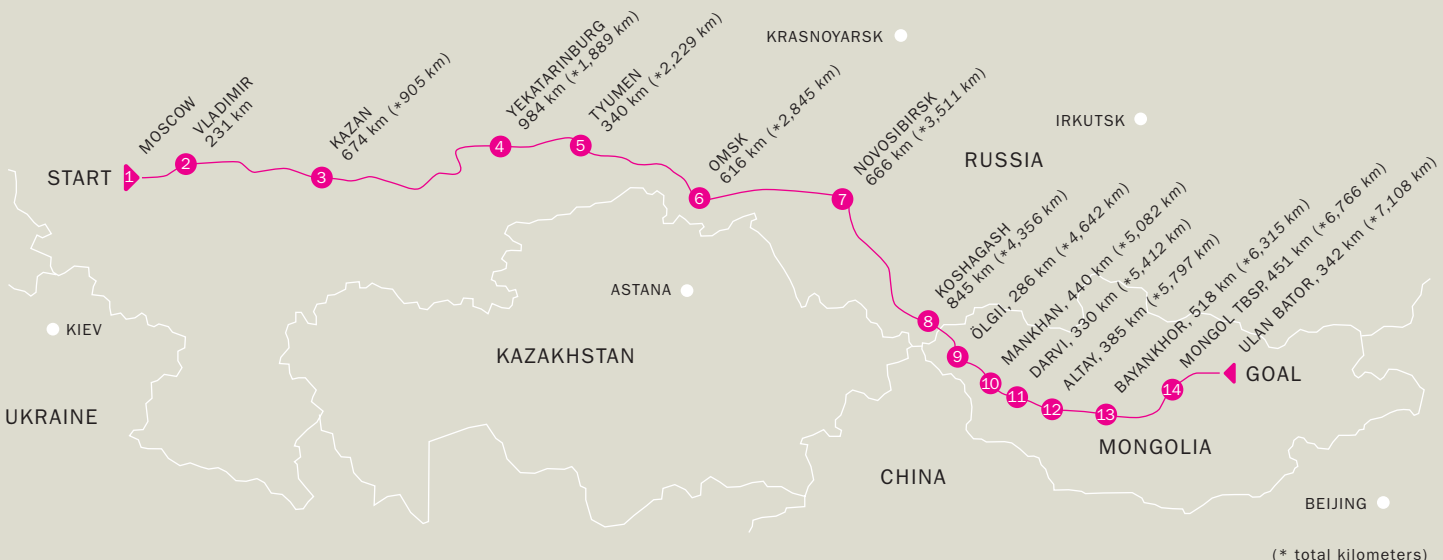 KRASNOYARSK
IRKUTSK
RUSSIA
START
1
MOSCOW
2
VLADIMIR
231 km
3
KAZAN
674 km (*905 km)
4
YEKATARINBURG
984 km (*1,889 km)
5
TYUMEN
340 km (*2,229 km)
6
OMSK
616 km (*2,845 km)
7
NOVOSIBIRSK
666 km (*3,511 km)
8
KOSHAGASH
845 km (*4,356 km)
9
ÖLGII, 286 km (*4,642 km)
10
MANKHAN, 440 km (*5,082 km)
11
DARVI, 330 km (*5,412 km)
12
ALTAY, 385 km (*5,797 km)
13
BAYANKHOR, 518 km (*6,315 km)
14
MONGOL TBSP, 451 km (*6,766 km)
ULAN BATOR, 342 km (*7,108 km)
GOAL
ASTANA
KIEV
KAZAKHSTAN
UKRAINE
MONGOLIA
CHINA
BEIJING
(* total kilometers)